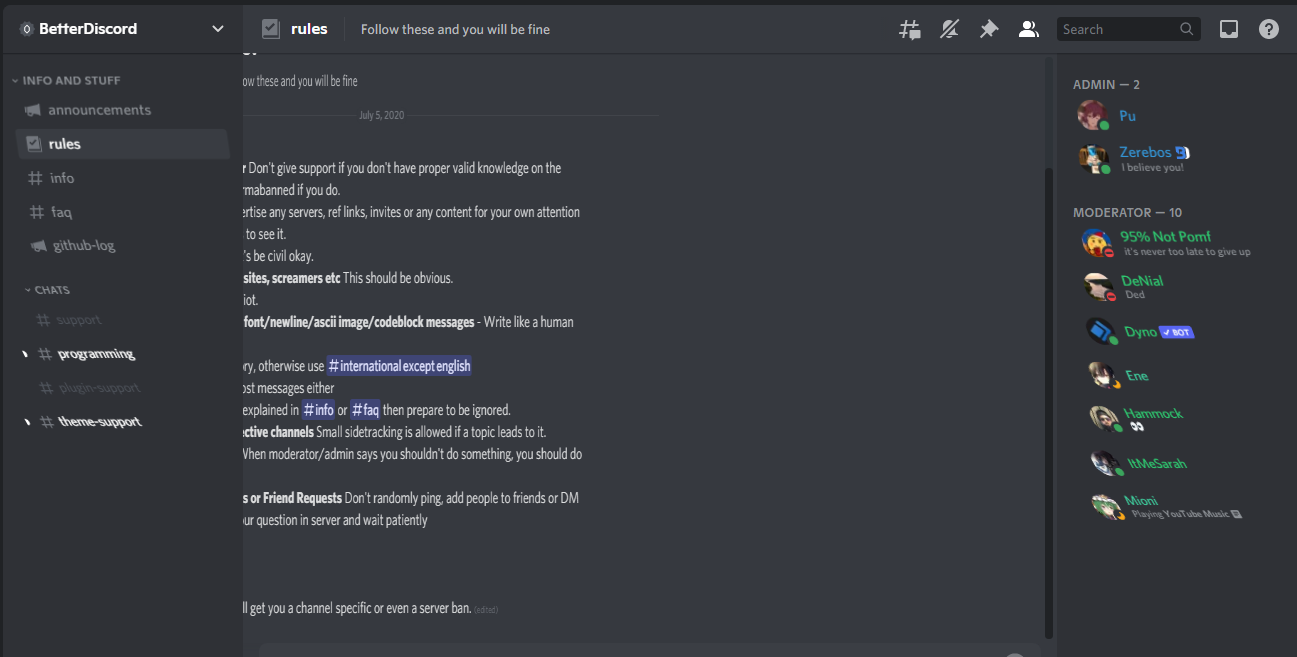 BetterDiscord
rules
Follow these and you will be fine
Search
INFO AND STUFF
announcements
rules
info
faq
github-log
CHATS
support
programming
plugin-support
theme-support
ow these and you will be fine
July 5, 2020
r Don't give support if you don't have proper valid knowledge on the
rmabanned if you do.
ertise any servers, ref links, invites or any content for your own attention
to see it.
's be civil okay.
sites, screamers etc This should be obvious.
iot.
font/newline/ascii image/codeblock messages - Write like a human
ory, otherwise use #international except english
ost messages either
explained in #info or #faq then prepare to be ignored.
ective channels Small sidetracking is allowed if a topic leads to it.
When moderator/admin says you shouldn't do something, you should do
s or Friend Requests Don't randomly ping, add people to friends or DM
ur question in server and wait patiently
ll get you a channel specific or even a server ban. (edited)
ADMIN — 2
Pu
Zerebos
I believe you!
MODERATOR — 10
95% Not Pomf
it's never too late to give up
DeNial
Ded
Dyno BOT
Ene
Hammock
ItMeSarah
Mioni
Playing YouTube Music